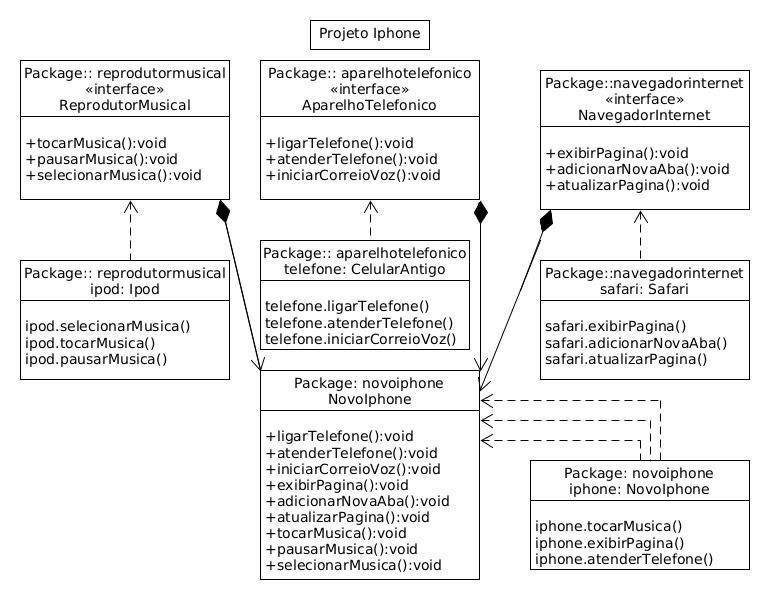 Projeto Iphone
Package:: reprodutormusical
«interface»
ReprodutorMusical
+tocarMusica():void
+pausarMusica():void
+selecionarMusica():void
Package:: aparelhotelefonico
«interface»
AparelhoTelefonico
+ligarTelefone():void
+atenderTelefone():void
+iniciarCorreioVoz():void
Package::navegadorinternet
«interface»
NavegadorInternet
+exibirPagina():void
+adicionarNovaAba():void
+atualizarPagina():void
Package:: reprodutormusical
ipod: Ipod
ipod.selecionarMusica()
ipod.tocarMusica()
ipod.pausarMusica()
Package:: aparelhotelefonico
telefone: CelularAntigo
telefone.ligarTelefone()
telefone.atenderTelefone()
telefone.iniciarCorreioVoz()
Package::navegadorinternet
safari: Safari
safari.exibirPagina()
safari.adicionarNovaAba()
safari.atualizarPagina()
Package: novoiphone
NovoIphone
+ligarTelefone():void
+atenderTelefone():void
+iniciarCorreioVoz():void
+exibirPagina():void
+adicionarNovaAba():void
+atualizarPagina():void
+tocarMusica():void
+pausarMusica():void
+selecionarMusica():void
Package: novoiphone
iphone: NovoIphone
iphone.tocarMusica()
iphone.exibirPagina()
iphone.atenderTelefone()